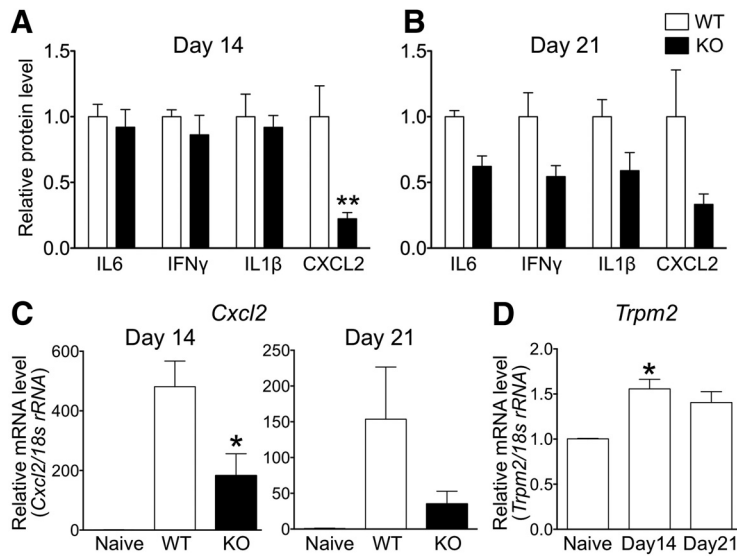 A
Day 14
Relative protein level
1.5
1.0
0.5
0.0
**
IL6 IFNγ IL1β CXCL2
B
Day 21
WT
KO
1.5
1.0
0.5
0.0
IL6 IFNγ IL1β CXCL2
C
Cxcl2
Day 14
Relative mRNA level
(Cxcl2/18s rRNA)
600
400
200
0
*
Naive WT KO
Day 21
250
200
150
100
50
0
Naive WT KO
D
Trpm2
Relative mRNA level
(Trpm2/18s rRNA)
2.0
1.5
1.0
0.5
0.0
*
Naive Day14 Day21